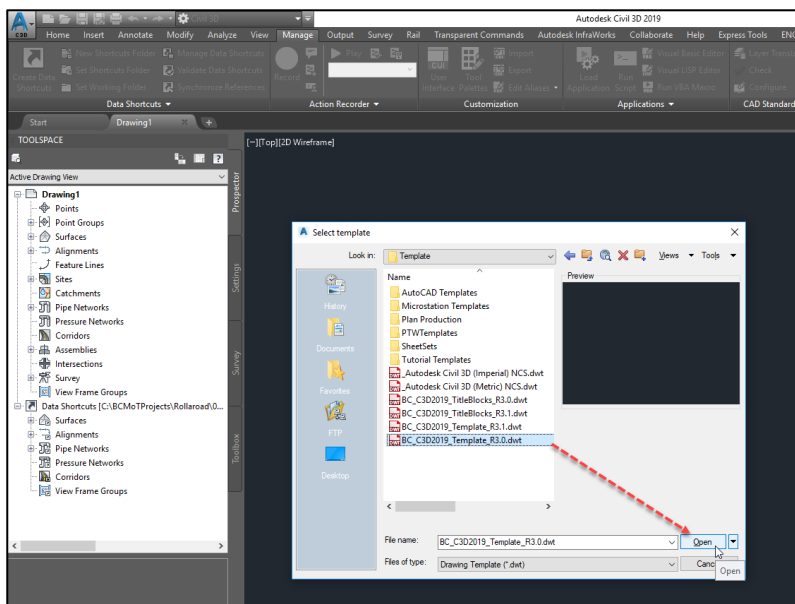 Civil 3D
Autodesk Civil 3D 2019
C3D
Home Insert Annotate Modify Analyze View Manage Output Survey Rail Transparent Commands Autodesk InfraWorks Collaborate Help Express Tools
New Shortcuts Folder Manage Data Shortcuts
Play
Import
Visual Basic Editor
Layer Transl
Create Data Shortcuts
Set Shortcuts Folder Validate Data Shortcuts
Record
CUI
User Interface
Tool Palettes
Export
Load Application
Run Script
Visual LISP Editor
Check
Set Working Folder Synchronize References
Edit Aliases
Run VBA Macro
Configure
Data Shortcuts
Action Recorder
Customization
Applications
CAD Standard
Start
Drawing1
TOOLSPACE
[−][Top][2D Wireframe]
Active Drawing View
Prospector
Settings
Survey
Toolbox
Drawing1
Points
Point Groups
Surfaces
Alignments
Feature Lines
Sites
Catchments
Pipe Networks
Pressure Networks
Corridors
Assemblies
Intersections
Survey
View Frame Groups
Data Shortcuts [C:\BCMoTProjects\Rollaroad\0...
Surfaces
Alignments
Pipe Networks
Pressure Networks
Corridors
View Frame Groups
Select template
Look in: Template
Views Tools
History
Documents
Favorites
FTP
Desktop
Name
AutoCAD Templates
Microstation Templates
Plan Production
PTWTemplates
SheetSets
Tutorial Templates
_Autodesk Civil 3D (Imperial) NCS.dwt
_Autodesk Civil 3D (Metric) NCS.dwt
BC_C3D2019_TitleBlocks_R3.0.dwt
BC_C3D2019_TitleBlocks_R3.1.dwt
BC_C3D2019_Template_R3.1.dwt
BC_C3D2019_Template_R3.0.dwt
Preview
File name: BC_C3D2019_Template_R3.0.dwt
Open
Files of type: Drawing Template (*.dwt)
Canc
Open